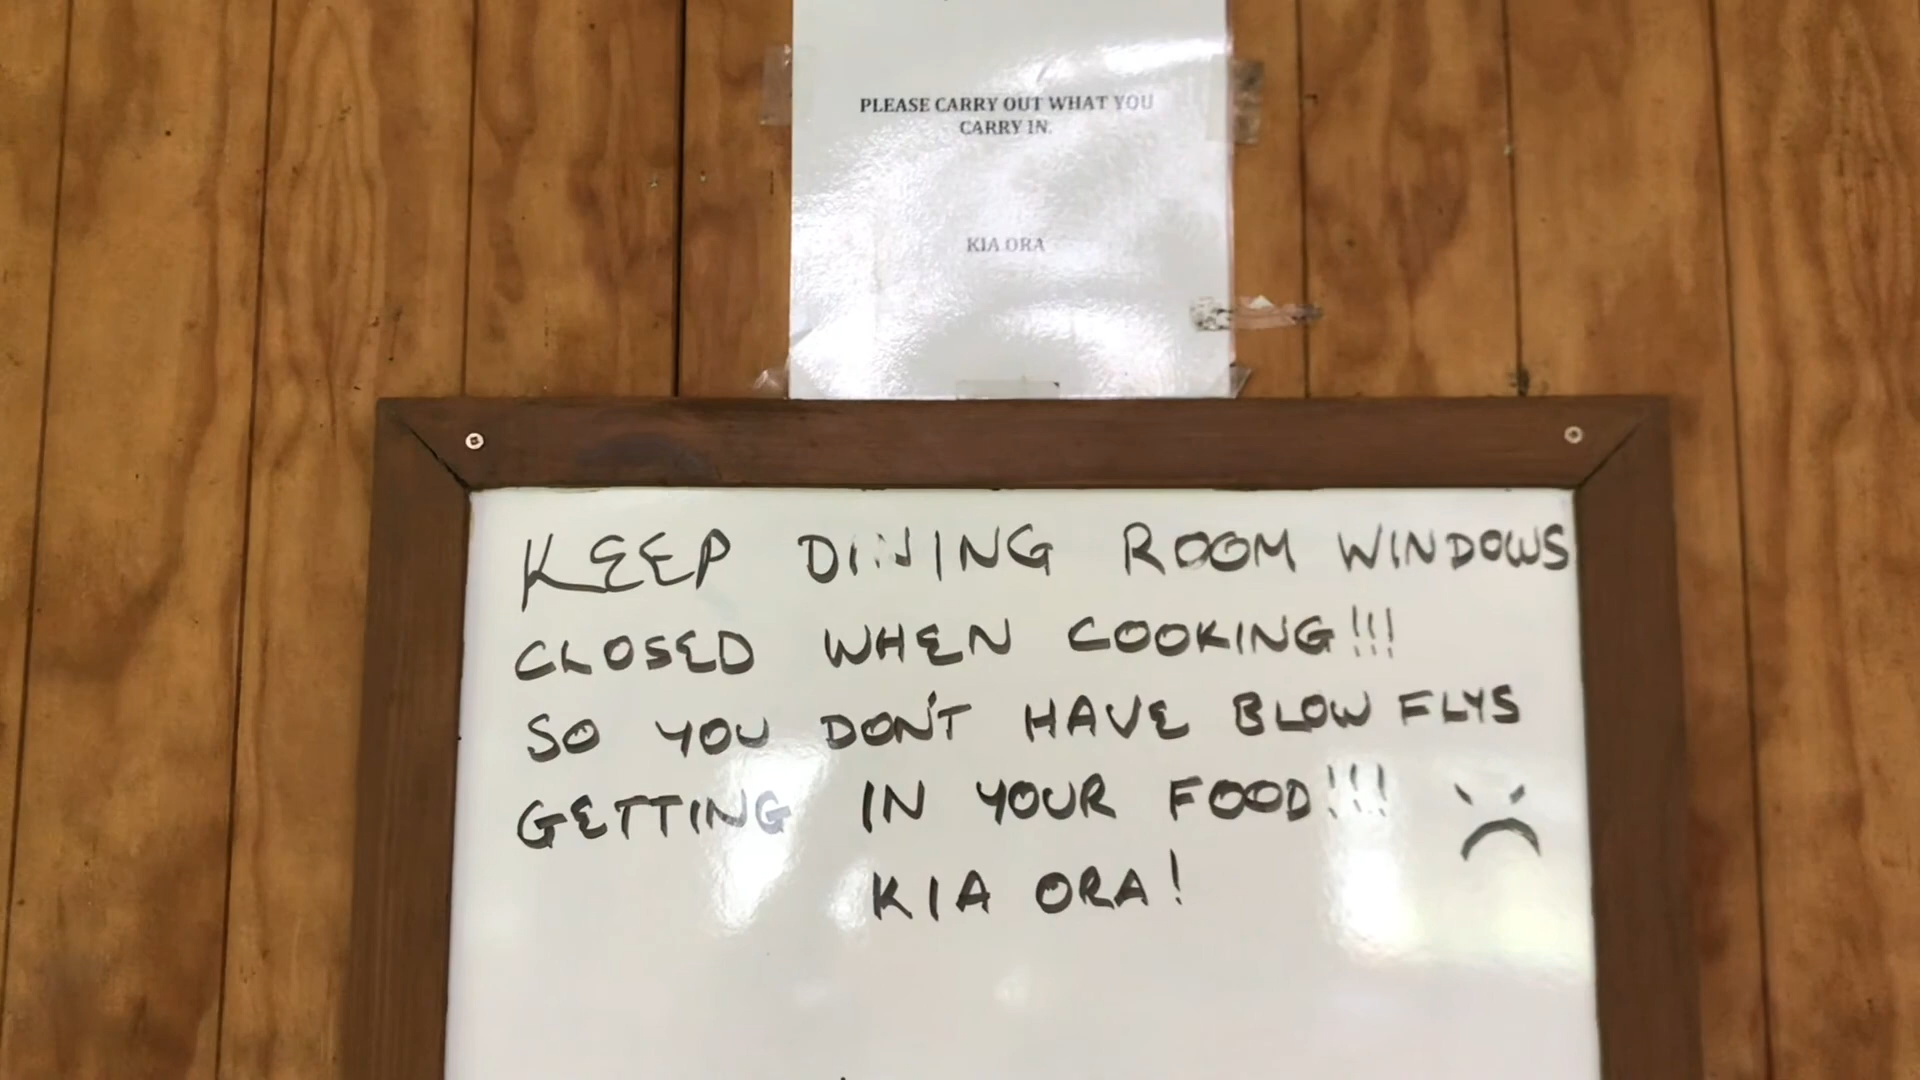 PLEASE CARRY OUT WHAT YOU
CARRY IN.
KIA ORA
KEEP DINING ROOM WINDOWS
CLOSED WHEN COOKING!!!
SO YOU DON'T HAVE BLOW FLYS
GETTING IN YOUR FOOD!!!
KIA ORA!